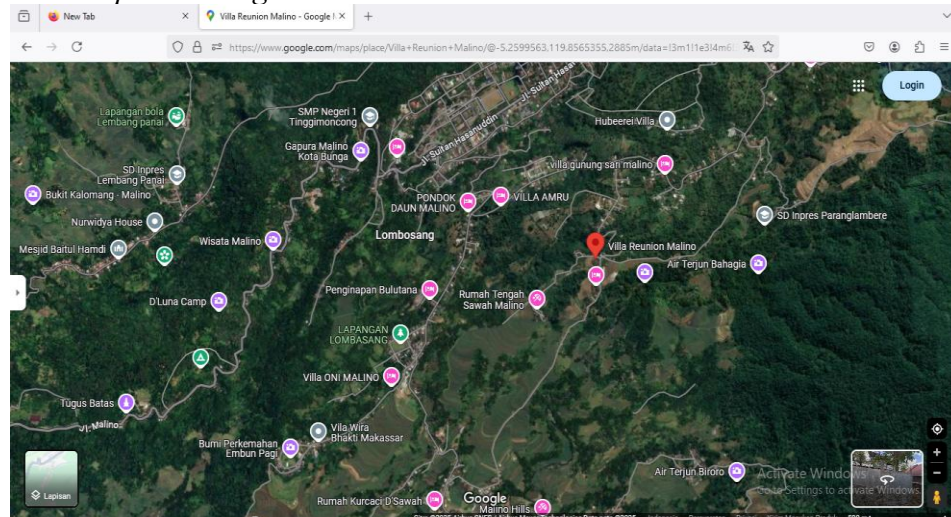 New Tab
Villa Reunion Malino - Google
https://www.google.com/maps/place/Villa+Reunion+Malino/@-5.2599563,119.8565355,2885m/data=
Login
Lapangan bola
Lembang panai
SMP Negeri 1
Tinggimoncong
Jl. Sultan Hasanuddin
Hubeerei Villa
Gapura Malino
Kota Bunga
villa gunung sari malino
SD Inpres
Lembang Panai
Bukit Kalomang - Malino
PONDOK
DAUN MALINO
VILLA AMRU
Nurwidya House
SD Inpres Paranglambere
Mesjid Baitul Hamdi
Wisata Malino
Lombosang
Villa Reunion Malino
Air Terjun Bahagia
D'Luna Camp
Penginapan Bulutana
Rumah Tengah
Sawah Malino
LAPANGAN
LOMBASANG
Villa ONI MALINO
Tugus Batas
Jl. Malino
Vila Wira
Bhakti Makassar
Bumi Perkemahan
Embun Pagi
Air Terjun Biroro
Activate Windows
Go to Settings to activate Windows.
Lapisan
Rumah Kurcaci D'Sawah
Google
Malino Hills